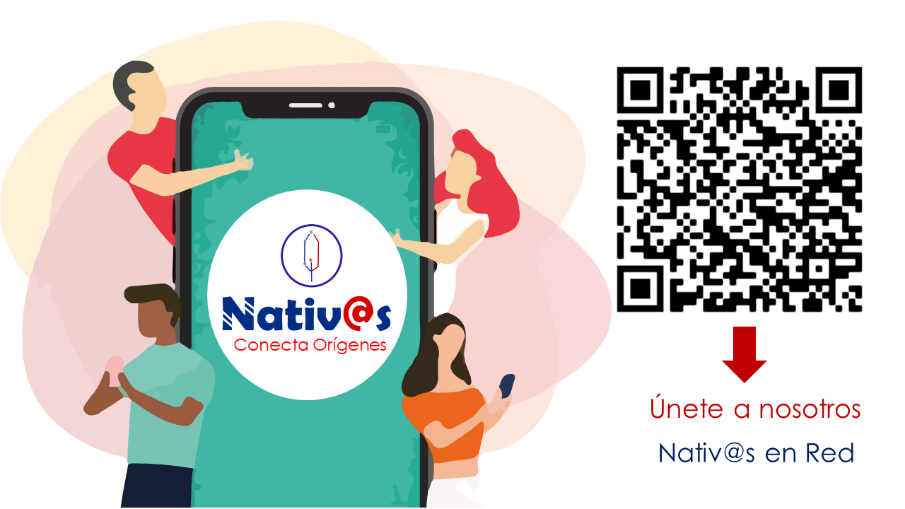 Nativ@s
Conecta Orígenes
Únete a nosotros
Nativ@s en Red